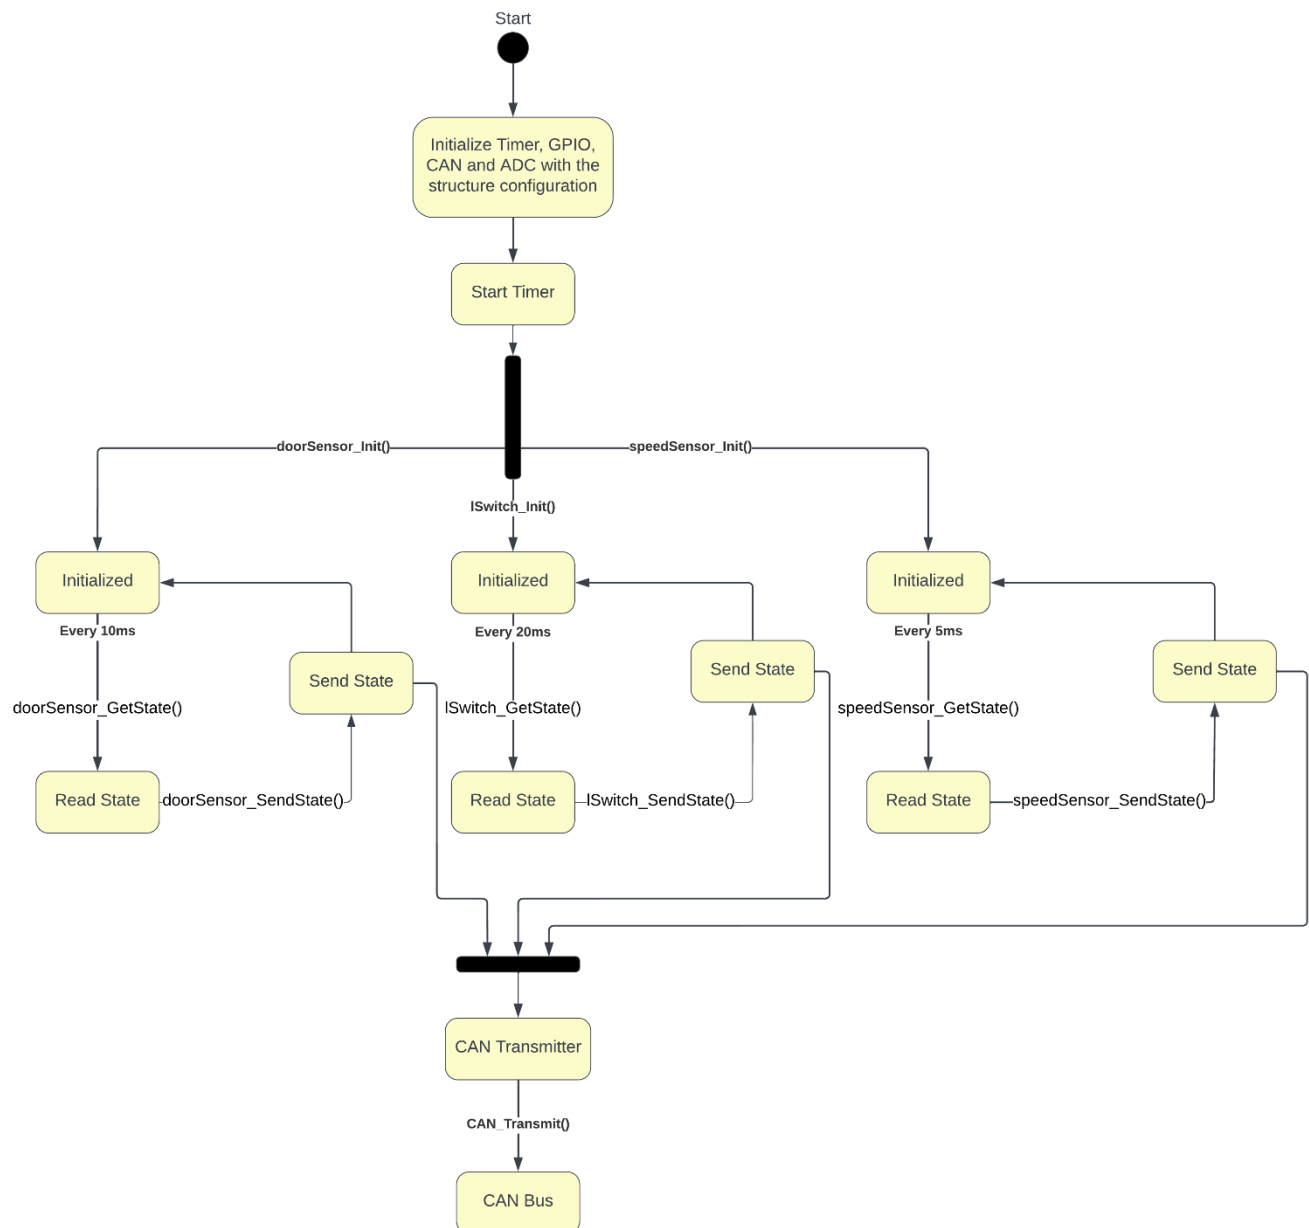 Start
Initialize Timer, GPIO,
CAN and ADC with the
structure configuration
Start Timer
doorSensor_Init()
speedSensor_Init()
lSwitch_Init()
Initialized
Initialized
Initialized
Every 10ms
Every 20ms
Every 5ms
Send State
Send State
Send State
doorSensor_GetState()
lSwitch_GetState()
speedSensor_GetState()
Read State
doorSensor_SendState()
Read State
lSwitch_SendState()
Read State
speedSensor_SendState()
CAN Transmitter
CAN_Transmit()
CAN Bus